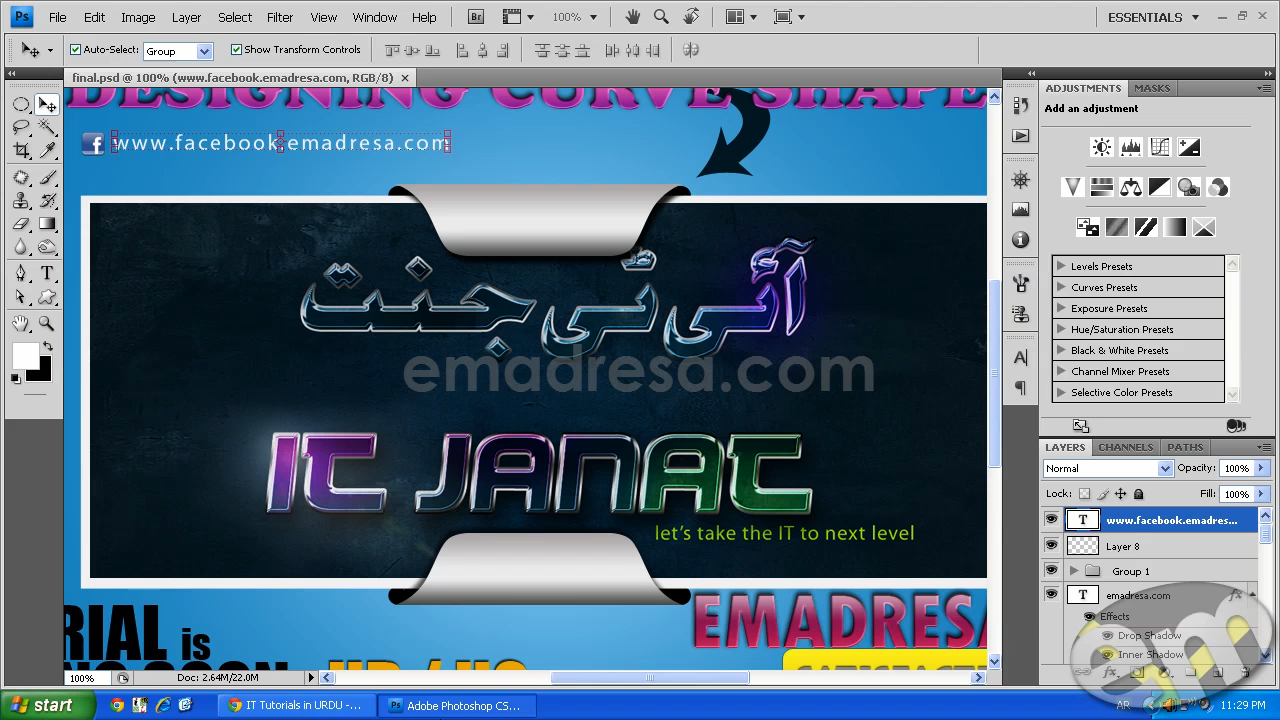 Ps File Edit Image Layer Select Filter View Window Help Br 100% ESSENTIALS
Auto-Select: Group Show Transform Controls
final.psd @ 100% (www.facebook.emadresa.com, RGB/8)
DESIGNING CURVE SHAPE
www.facebook.emadresa.com
آئی ٹی جنت
emadresa.com
IT JANAT
let's take the IT to next level
RIAL is
EMADRESA
100% Doc: 2.64M/22.0M
ADJUSTMENTS MASKS
Add an adjustment
Levels Presets
Curves Presets
Exposure Presets
Hue/Saturation Presets
Black & White Presets
Channel Mixer Presets
Selective Color Presets
LAYERS CHANNELS PATHS
Normal Opacity: 100%
Lock: Fill: 100%
T www.facebook.emadres...
Layer 8
Group 1
T emadresa.com fx
Effects
Drop Shadow
Inner Shadow
start IT Tutorials in URDU -... Adobe Photoshop CS... AR 11:29 PM